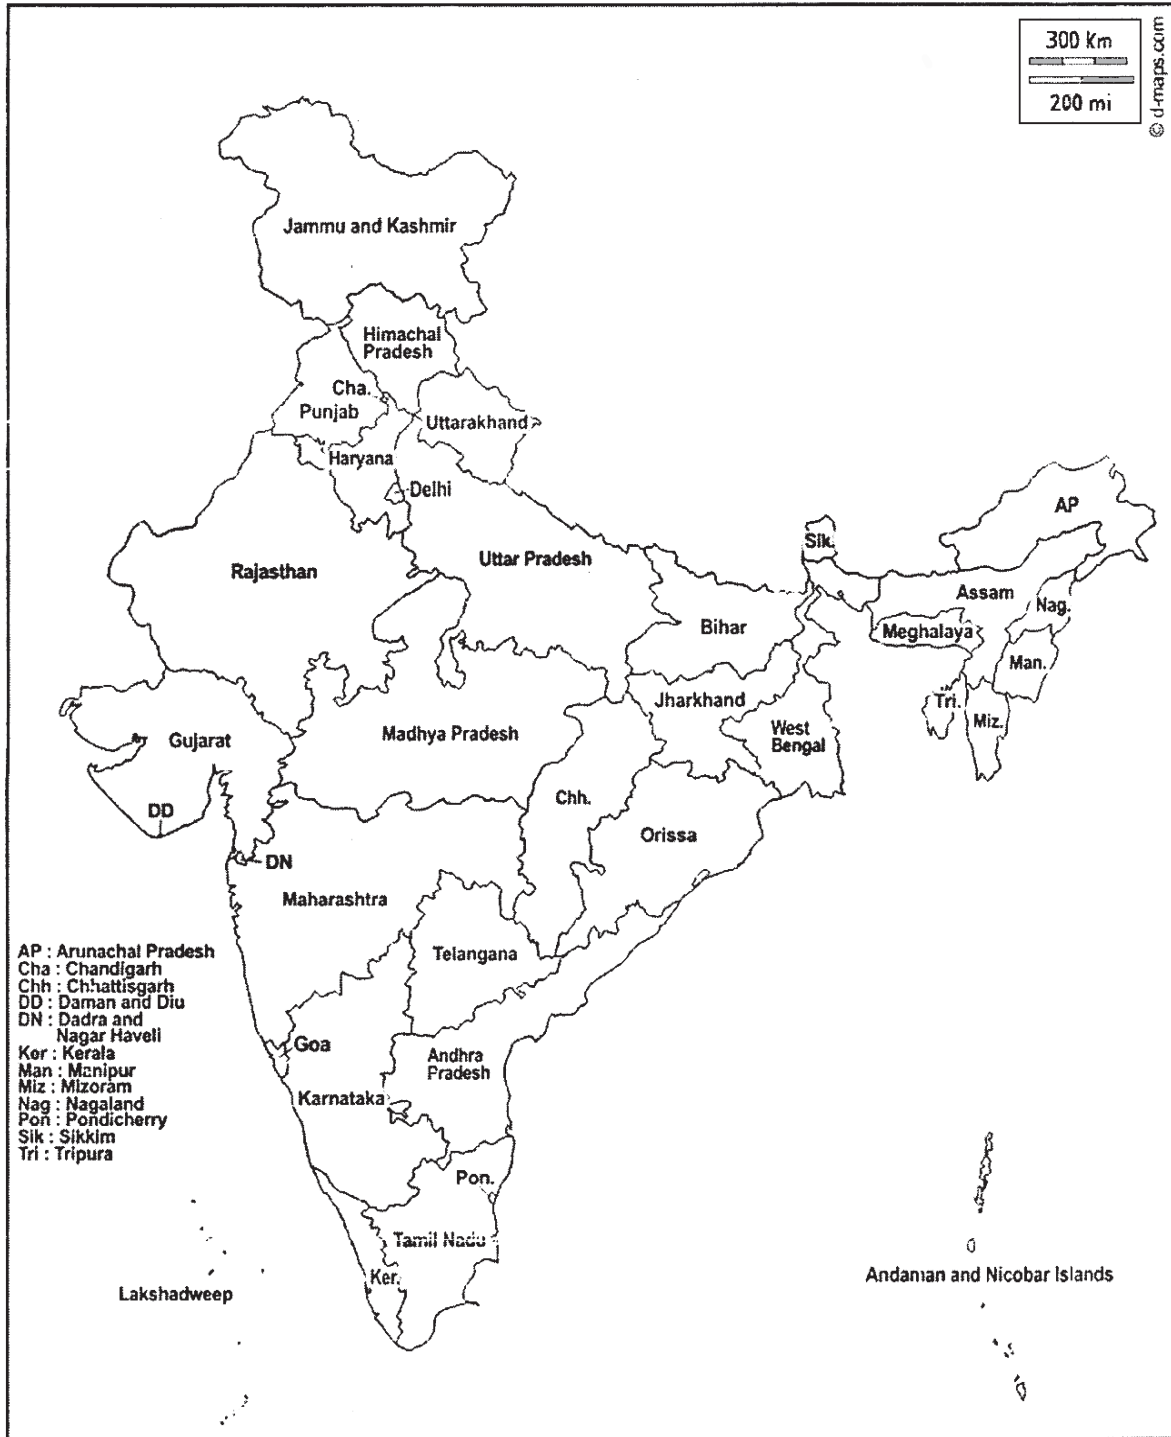 300 Km
200 mi
© d-maps.com
Jammu and Kashmir
Himachal
Pradesh
Cha.
Punjab
Uttarakhand
Haryana
Delhi
AP
Sik.
Rajasthan
Uttar Pradesh
Assam
Nag.
Bihar
Meghalaya
Man.
Jharkhand
Tri.
Miz.
Gujarat
Madhya Pradesh
West
Bengal
Chh.
DD
Orissa
DN
Maharashtra
Telangana
AP : Arunachal Pradesh
Cha : Chandigarh
Chh : Chhattisgarh
DD : Daman and Diu
DN : Dadra and
Nagar Haveli
Ker : Kerala
Man : Manipur
Miz : Mizoram
Nag : Nagaland
Pon : Pondicherry
Sik : Sikkim
Tri : Tripura
Goa
Andhra
Pradesh
Karnataka
Pon.
Tamil Nadu
Ker.
Lakshadweep
Andaman and Nicobar Islands